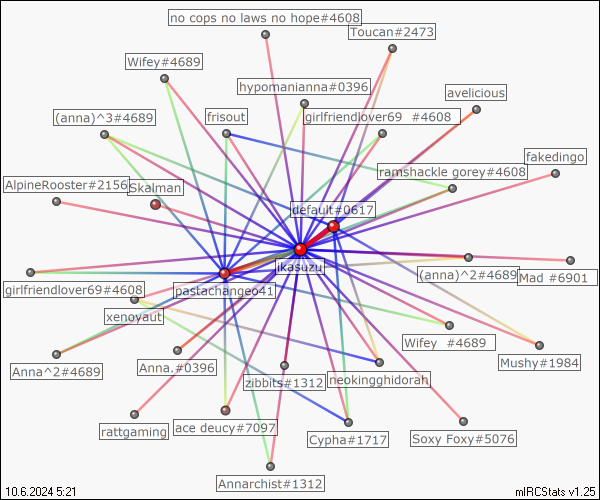 no cops no laws no hope#4608
Toucan#2473
Wifey#4689
hypomanianna#0396
avelicious
(anna)^3#4689
frisout
girlfriendlover69 #4608
fakedingo
ramshackle gorey#4608
AlpineRooster#2156
Skalman
default#0617
ikasuzu
(anna)^2#4689
Mad #6901
girlfriendlover69#4608
pastachangeo41
xenoyaut
Wifey #4689
Mushy#1984
Anna^2#4689
Anna.#0396
zibbits#1312
neokingghidorah
rattgaming
ace deucy#7097
Cypha#1717
Soxy Foxy#5076
Annarchist#1312
10.6.2024 5:21
mIRCStats v1.25